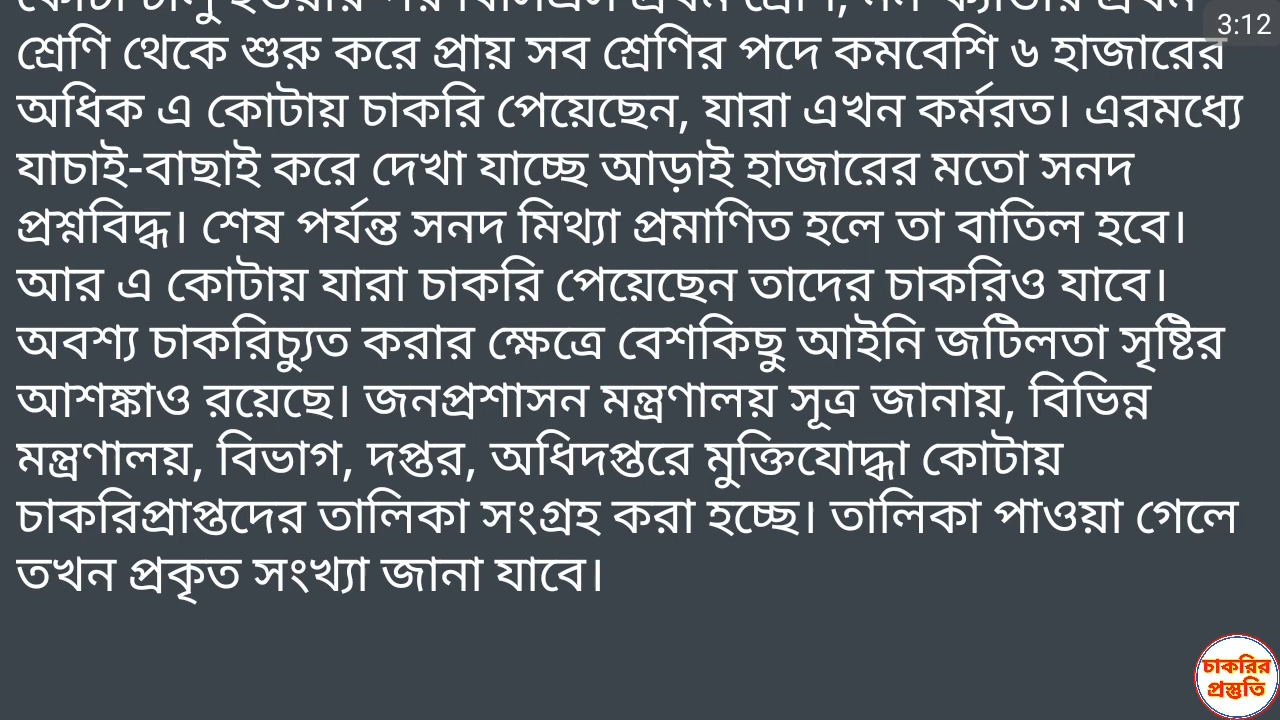 শ্রেণি থেকে শুরু করে প্রায় সব শ্রেণির পদে কমবেশি ৬ হাজারের
3:12
অধিক এ কোটায় চাকরি পেয়েছেন, যারা এখন কর্মরত। এরমধ্যে
যাচাই-বাছাই করে দেখা যাচ্ছে আড়াই হাজারের মতো সনদ
প্রশ্নবিদ্ধ। শেষ পর্যন্ত সনদ মিথ্যা প্রমাণিত হলে তা বাতিল হবে।
আর এ কোটায় যারা চাকরি পেয়েছেন তাদের চাকরিও যাবে।
অবশ্য চাকরিচ্যুত করার ক্ষেত্রে বেশকিছু আইনি জটিলতা সৃষ্টির
আশঙ্কাও রয়েছে। জনপ্রশাসন মন্ত্রণালয় সূত্র জানায়, বিভিন্ন
মন্ত্রণালয়, বিভাগ, দপ্তর, অধিদপ্তরে মুক্তিযোদ্ধা কোটায়
চাকরিপ্রাপ্তদের তালিকা সংগ্রহ করা হচ্ছে। তালিকা পাওয়া গেলে
তখন প্রকৃত সংখ্যা জানা যাবে।
চাকরির
প্রস্তুতি